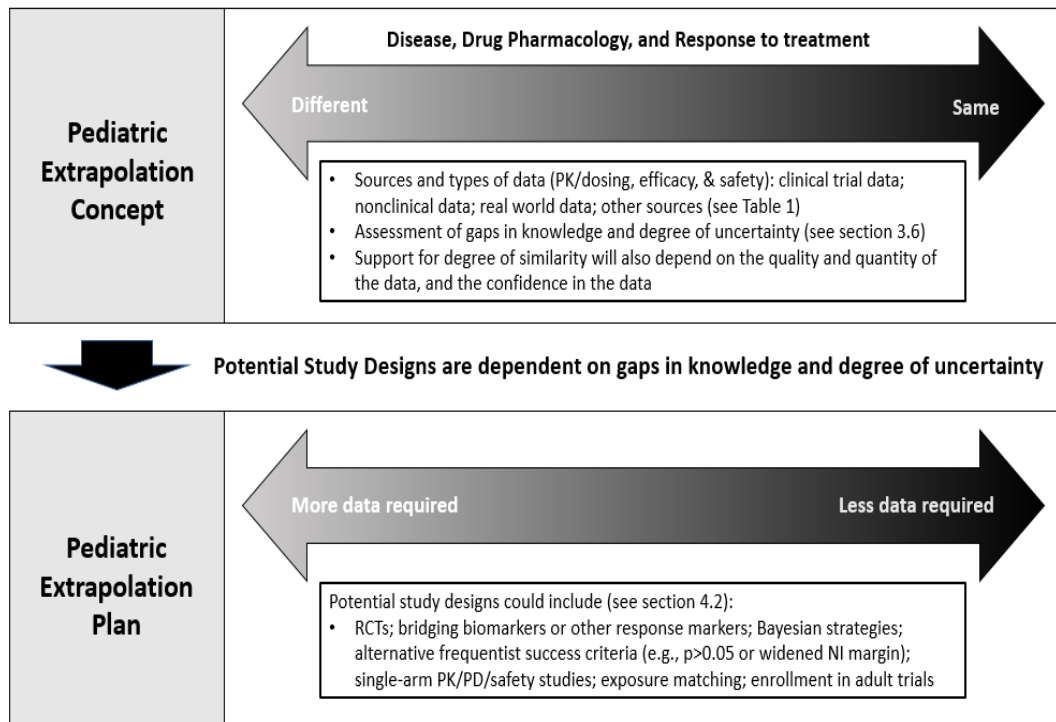 Disease, Drug Pharmacology, and Response to treatment
Different
Same
Pediatric
Extrapolation
Concept
• Sources and types of data (PK/dosing, efficacy, & safety): clinical trial data;
nonclinical data; real world data; other sources (see Table 1)
• Assessment of gaps in knowledge and degree of uncertainty (see section 3.6)
• Support for degree of similarity will also depend on the quality and quantity of
the data, and the confidence in the data
Potential Study Designs are dependent on gaps in knowledge and degree of uncertainty
More data required
Less data required
Pediatric
Extrapolation
Plan
Potential study designs could include (see section 4.2):
• RCTs; bridging biomarkers or other response markers; Bayesian strategies;
alternative frequentist success criteria (e.g., p>0.05 or widened NI margin);
single-arm PK/PD/safety studies; exposure matching; enrollment in adult trials